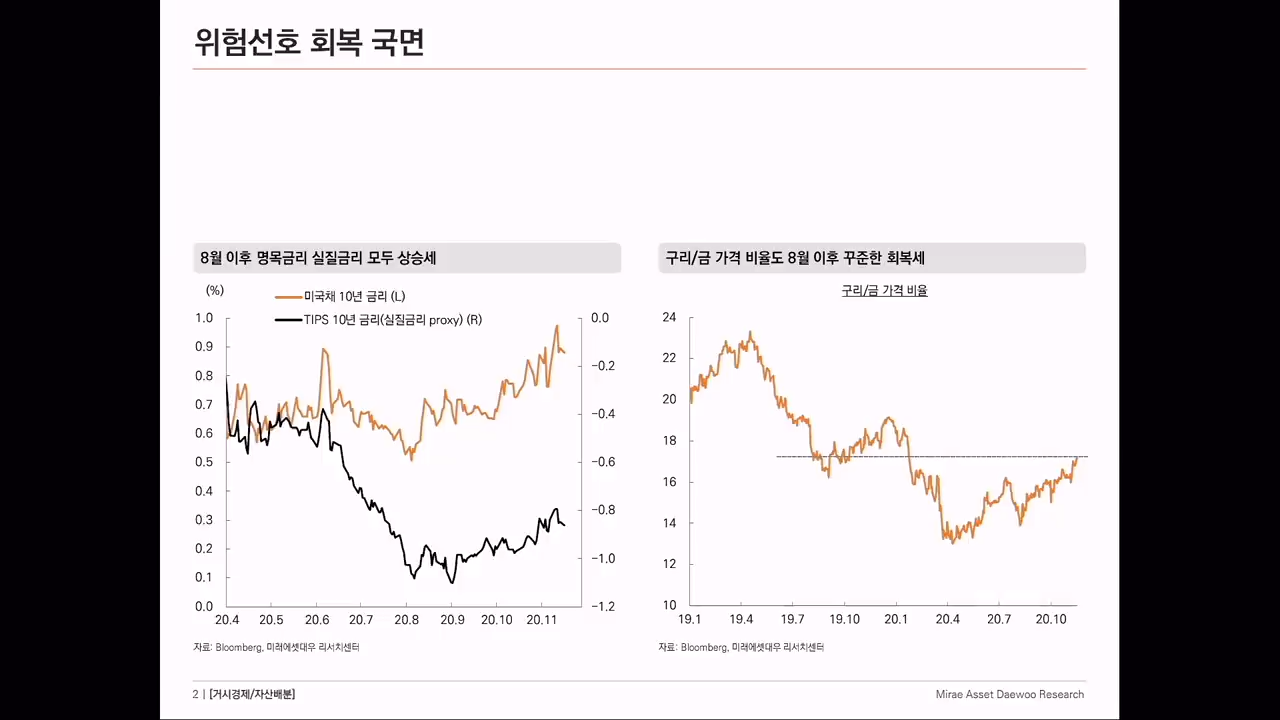 위험선호 회복 국면
8월 이후 명목금리 실질금리 모두 상승세
(%)
미국채 10년 금리 (L)
TIPS 10년 금리(실질금리 proxy) (R)
1.0
0.9
0.8
0.7
0.6
0.5
0.4
0.3
0.2
0.1
0.0
0.0
−0.2
−0.4
−0.6
−0.8
−1.0
−1.2
20.4 20.5 20.6 20.7 20.8 20.9 20.10 20.11
자료: Bloomberg, 미래에셋대우 리서치센터
구리/금 가격 비율도 8월 이후 꾸준한 회복세
구리/금 가격 비율
24
22
20
18
16
14
12
10
19.1 19.4 19.7 19.10 20.1 20.4 20.7 20.10
자료: Bloomberg, 미래에셋대우 리서치센터
2 | [거시경제/자산배분]
Mirae Asset Daewoo Research